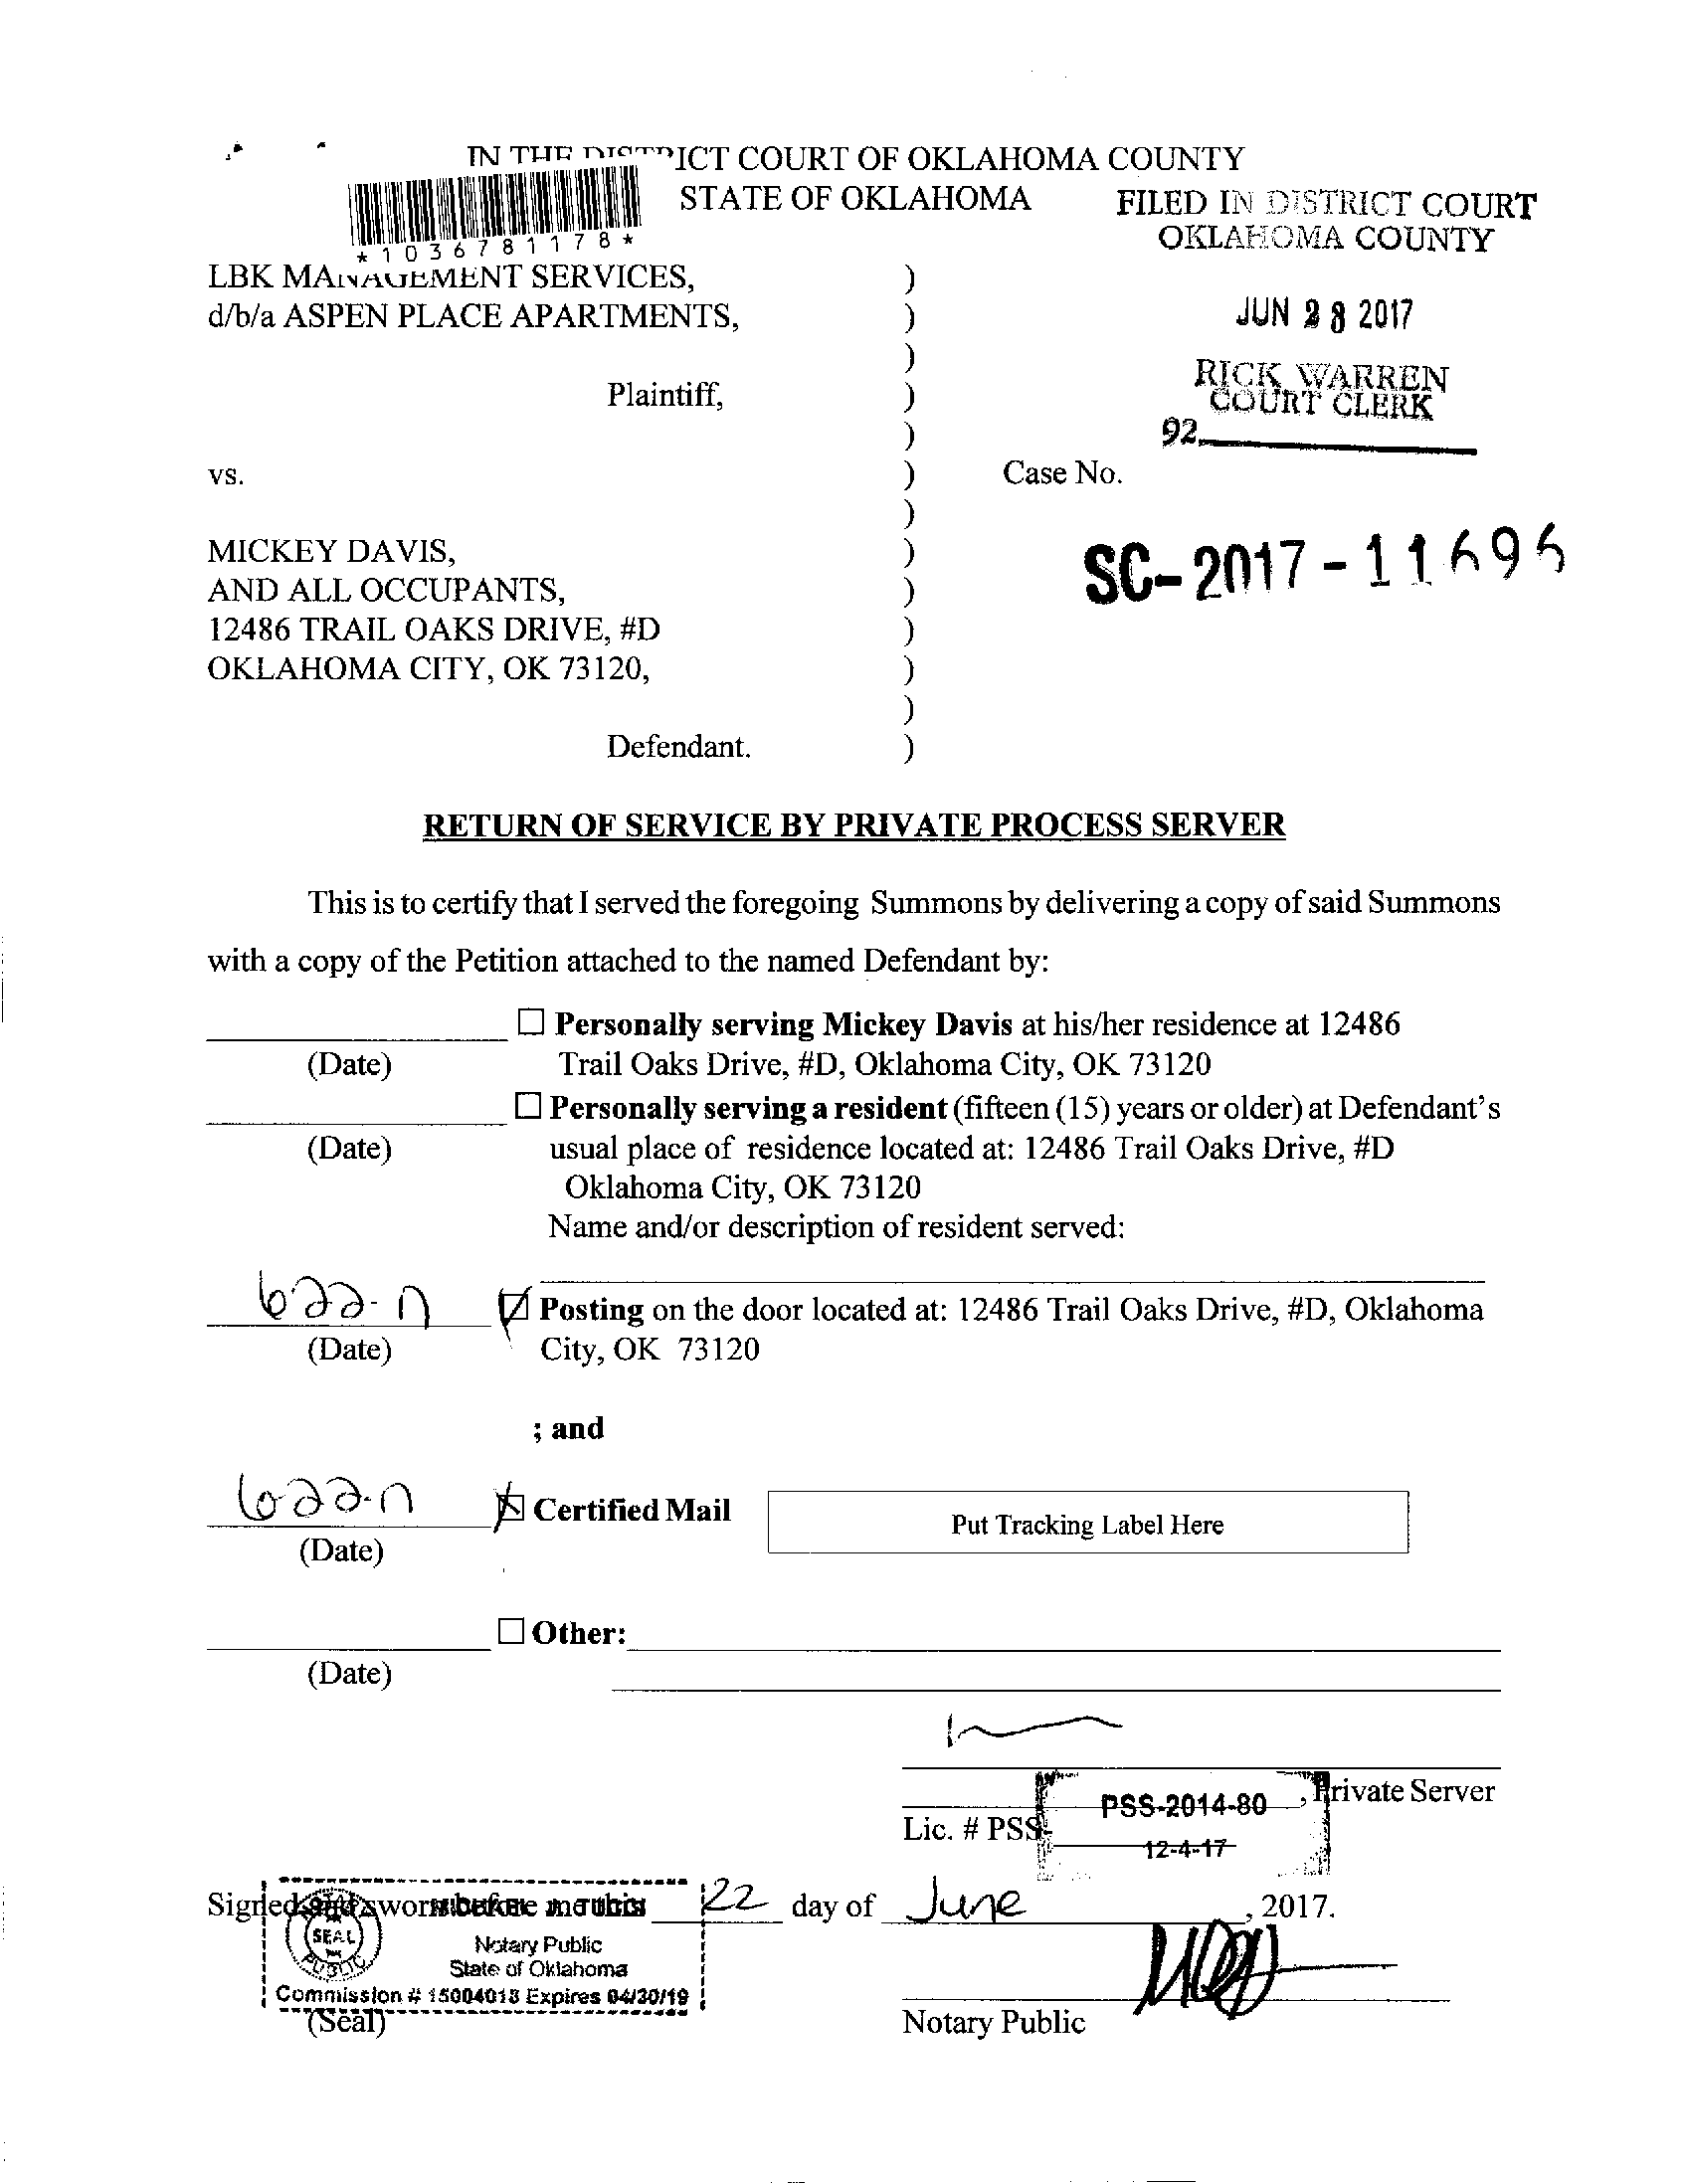 IN THE DISTRICT COURT OF OKLAHOMA COUNTY
STATE OF OKLAHOMA
FILED IN DISTRICT COURT
OKLAHOMA COUNTY
*1036781178*
LBK MANAGEMENT SERVICES, )
d/b/a ASPEN PLACE APARTMENTS, )
JUN 28 2017
)
RICK WARREN
COURT CLERK
Plaintiff, )
92
)
vs. ) Case No.
)
MICKEY DAVIS, )
SC-2017-11696
AND ALL OCCUPANTS, )
12486 TRAIL OAKS DRIVE, #D )
OKLAHOMA CITY, OK 73120, )
)
Defendant. )
RETURN OF SERVICE BY PRIVATE PROCESS SERVER
This is to certify that I served the foregoing Summons by delivering a copy of said Summons
with a copy of the Petition attached to the named Defendant by:
☐ Personally serving Mickey Davis at his/her residence at 12486
(Date) Trail Oaks Drive, #D, Oklahoma City, OK 73120
☐ Personally serving a resident (fifteen (15) years or older) at Defendant's
(Date) usual place of residence located at: 12486 Trail Oaks Drive, #D
Oklahoma City, OK 73120
Name and/or description of resident served:
6-22-17 ☑ Posting on the door located at: 12486 Trail Oaks Drive, #D, Oklahoma
(Date) City, OK 73120
; and
6-22-17 ☒ Certified Mail Put Tracking Label Here
(Date)
☐ Other:
(Date)
, Private Server
PSS-2014-80
Lic. # PSS-
12-4-17
Signed and sworn before me this 22 day of June, 2017.
SEAL
PUBLIC
Notary Public
State of Oklahoma
Commission # 15004018 Expires 04/30/19
(Seal)
Notary Public